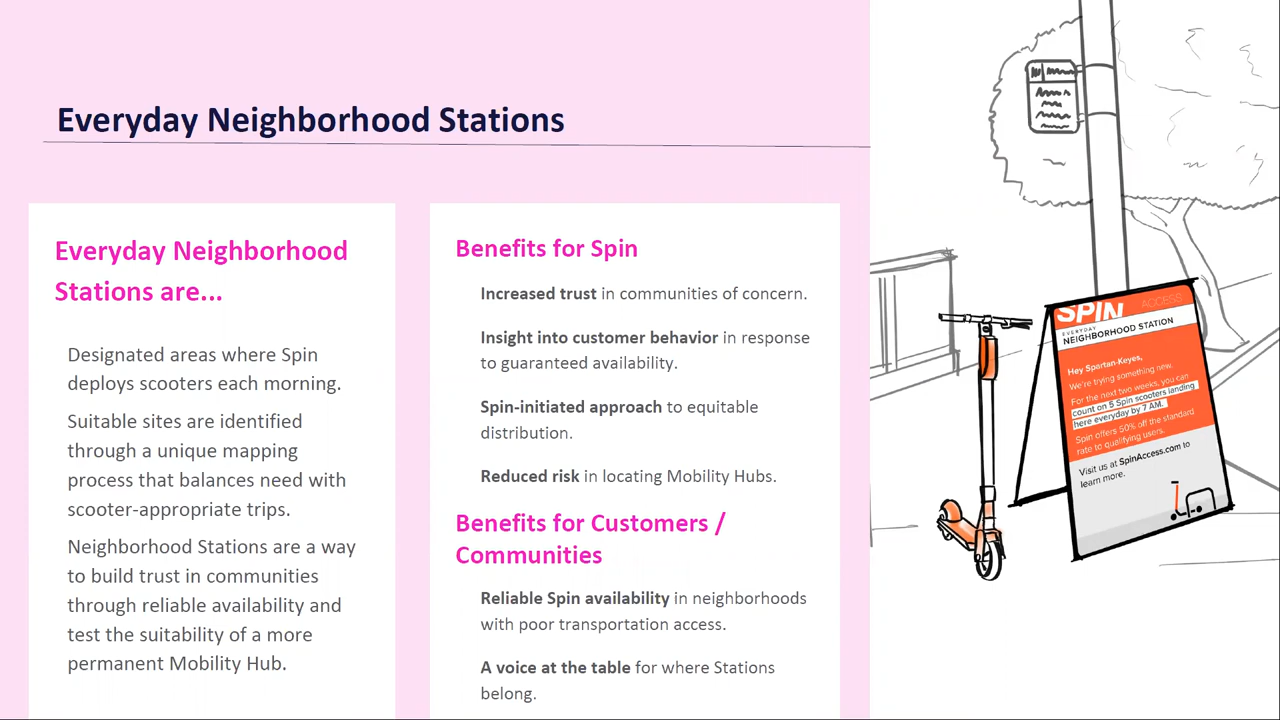 Everyday Neighborhood Stations
Everyday Neighborhood
Stations are...
Designated areas where Spin
deploys scooters each morning.
Suitable sites are identified
through a unique mapping
process that balances need with
scooter-appropriate trips.
Neighborhood Stations are a way
to build trust in communities
through reliable availability and
test the suitability of a more
permanent Mobility Hub.
Benefits for Spin
Increased trust in communities of concern.
Insight into customer behavior in response
to guaranteed availability.
Spin-initiated approach to equitable
distribution.
Reduced risk in locating Mobility Hubs.
Benefits for Customers /
Communities
Reliable Spin availability in neighborhoods
with poor transportation access.
A voice at the table for where Stations
belong.
SPIN ACCESS
EVERYDAY
NEIGHBORHOOD STATION
Hey Spartan-Keyes,
We're trying something new.
For the next two weeks, you can
count on 5 Spin scooters landing
here everyday by 7 AM.
Spin offers 50% off the standard
rate to qualifying users.
Visit us at SpinAccess.com to
learn more.